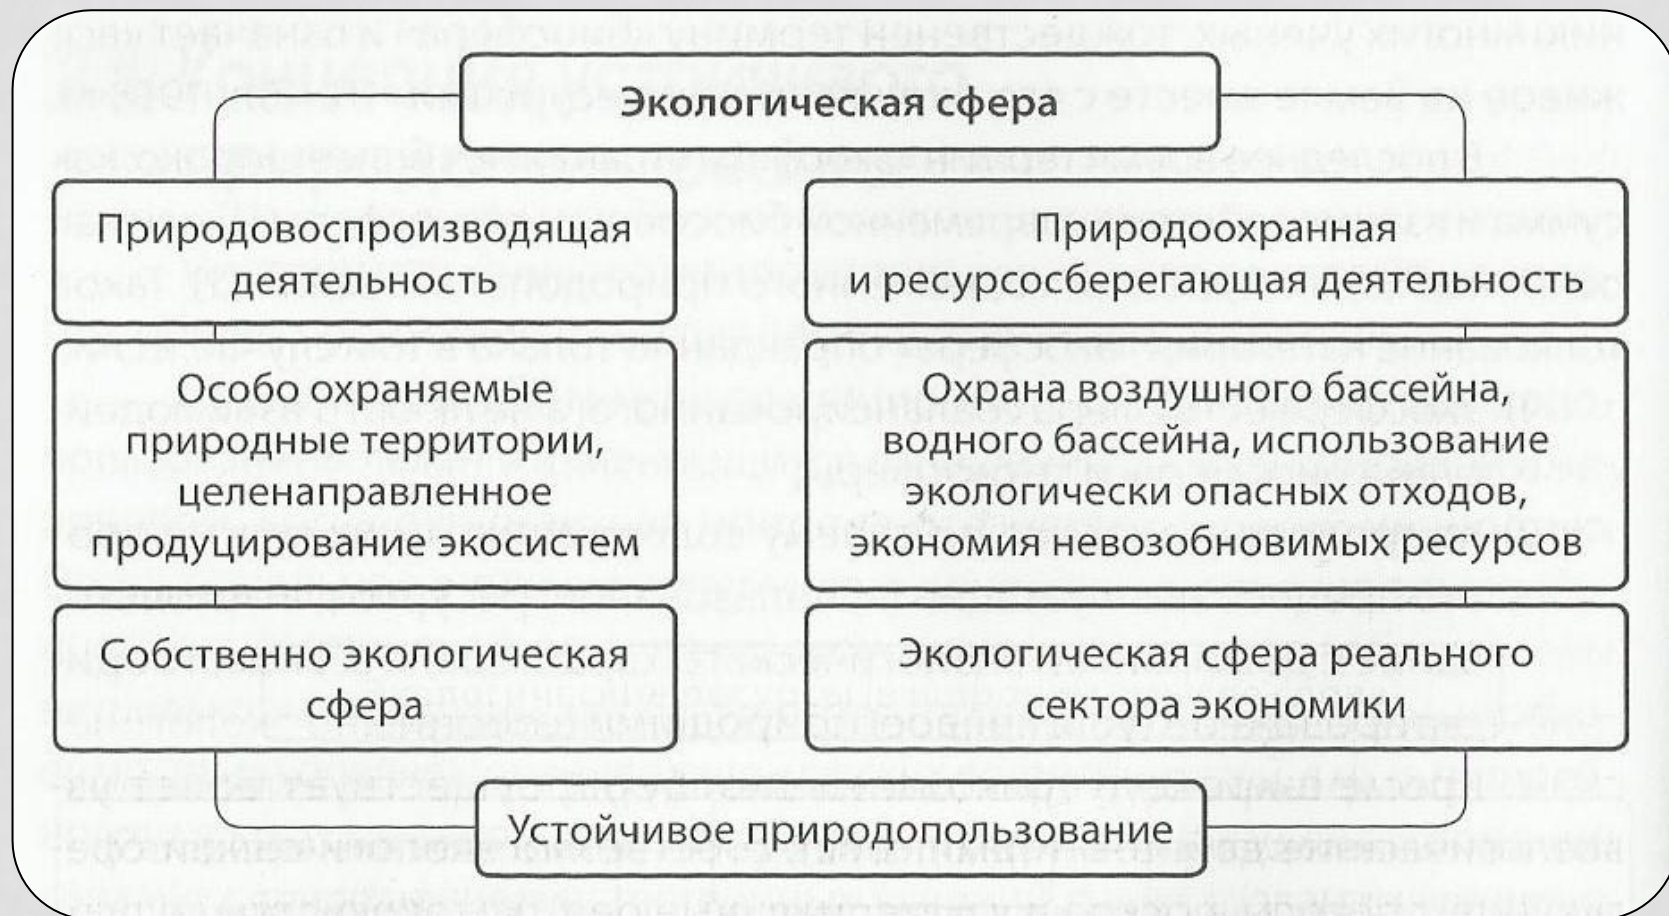 Экологическая сфера
Природовоспроизводящая
деятельность
Природоохранная
и ресурсосберегающая деятельность
Особо охраняемые
природные территории,
целенаправленное
продуцирование экосистем
Охрана воздушного бассейна,
водного бассейна, использование
экологически опасных отходов,
экономия невозобновимых ресурсов
Собственно экологическая
сфера
Экологическая сфера реального
сектора экономики
Устойчивое природопользование